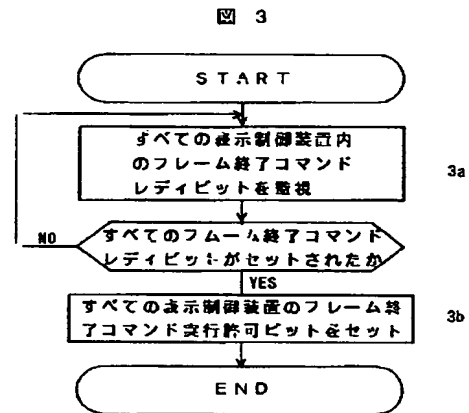 図 3
START
すべての表示制御装置内
のフレーム終了コマンド
レディビットを監視
3a
すべてのフレーム終了コマンド
レディビットがセットされたか
NO
YES
すべての表示制御装置のフレーム終
了コマンド実行許可ビットをセット
3b
END